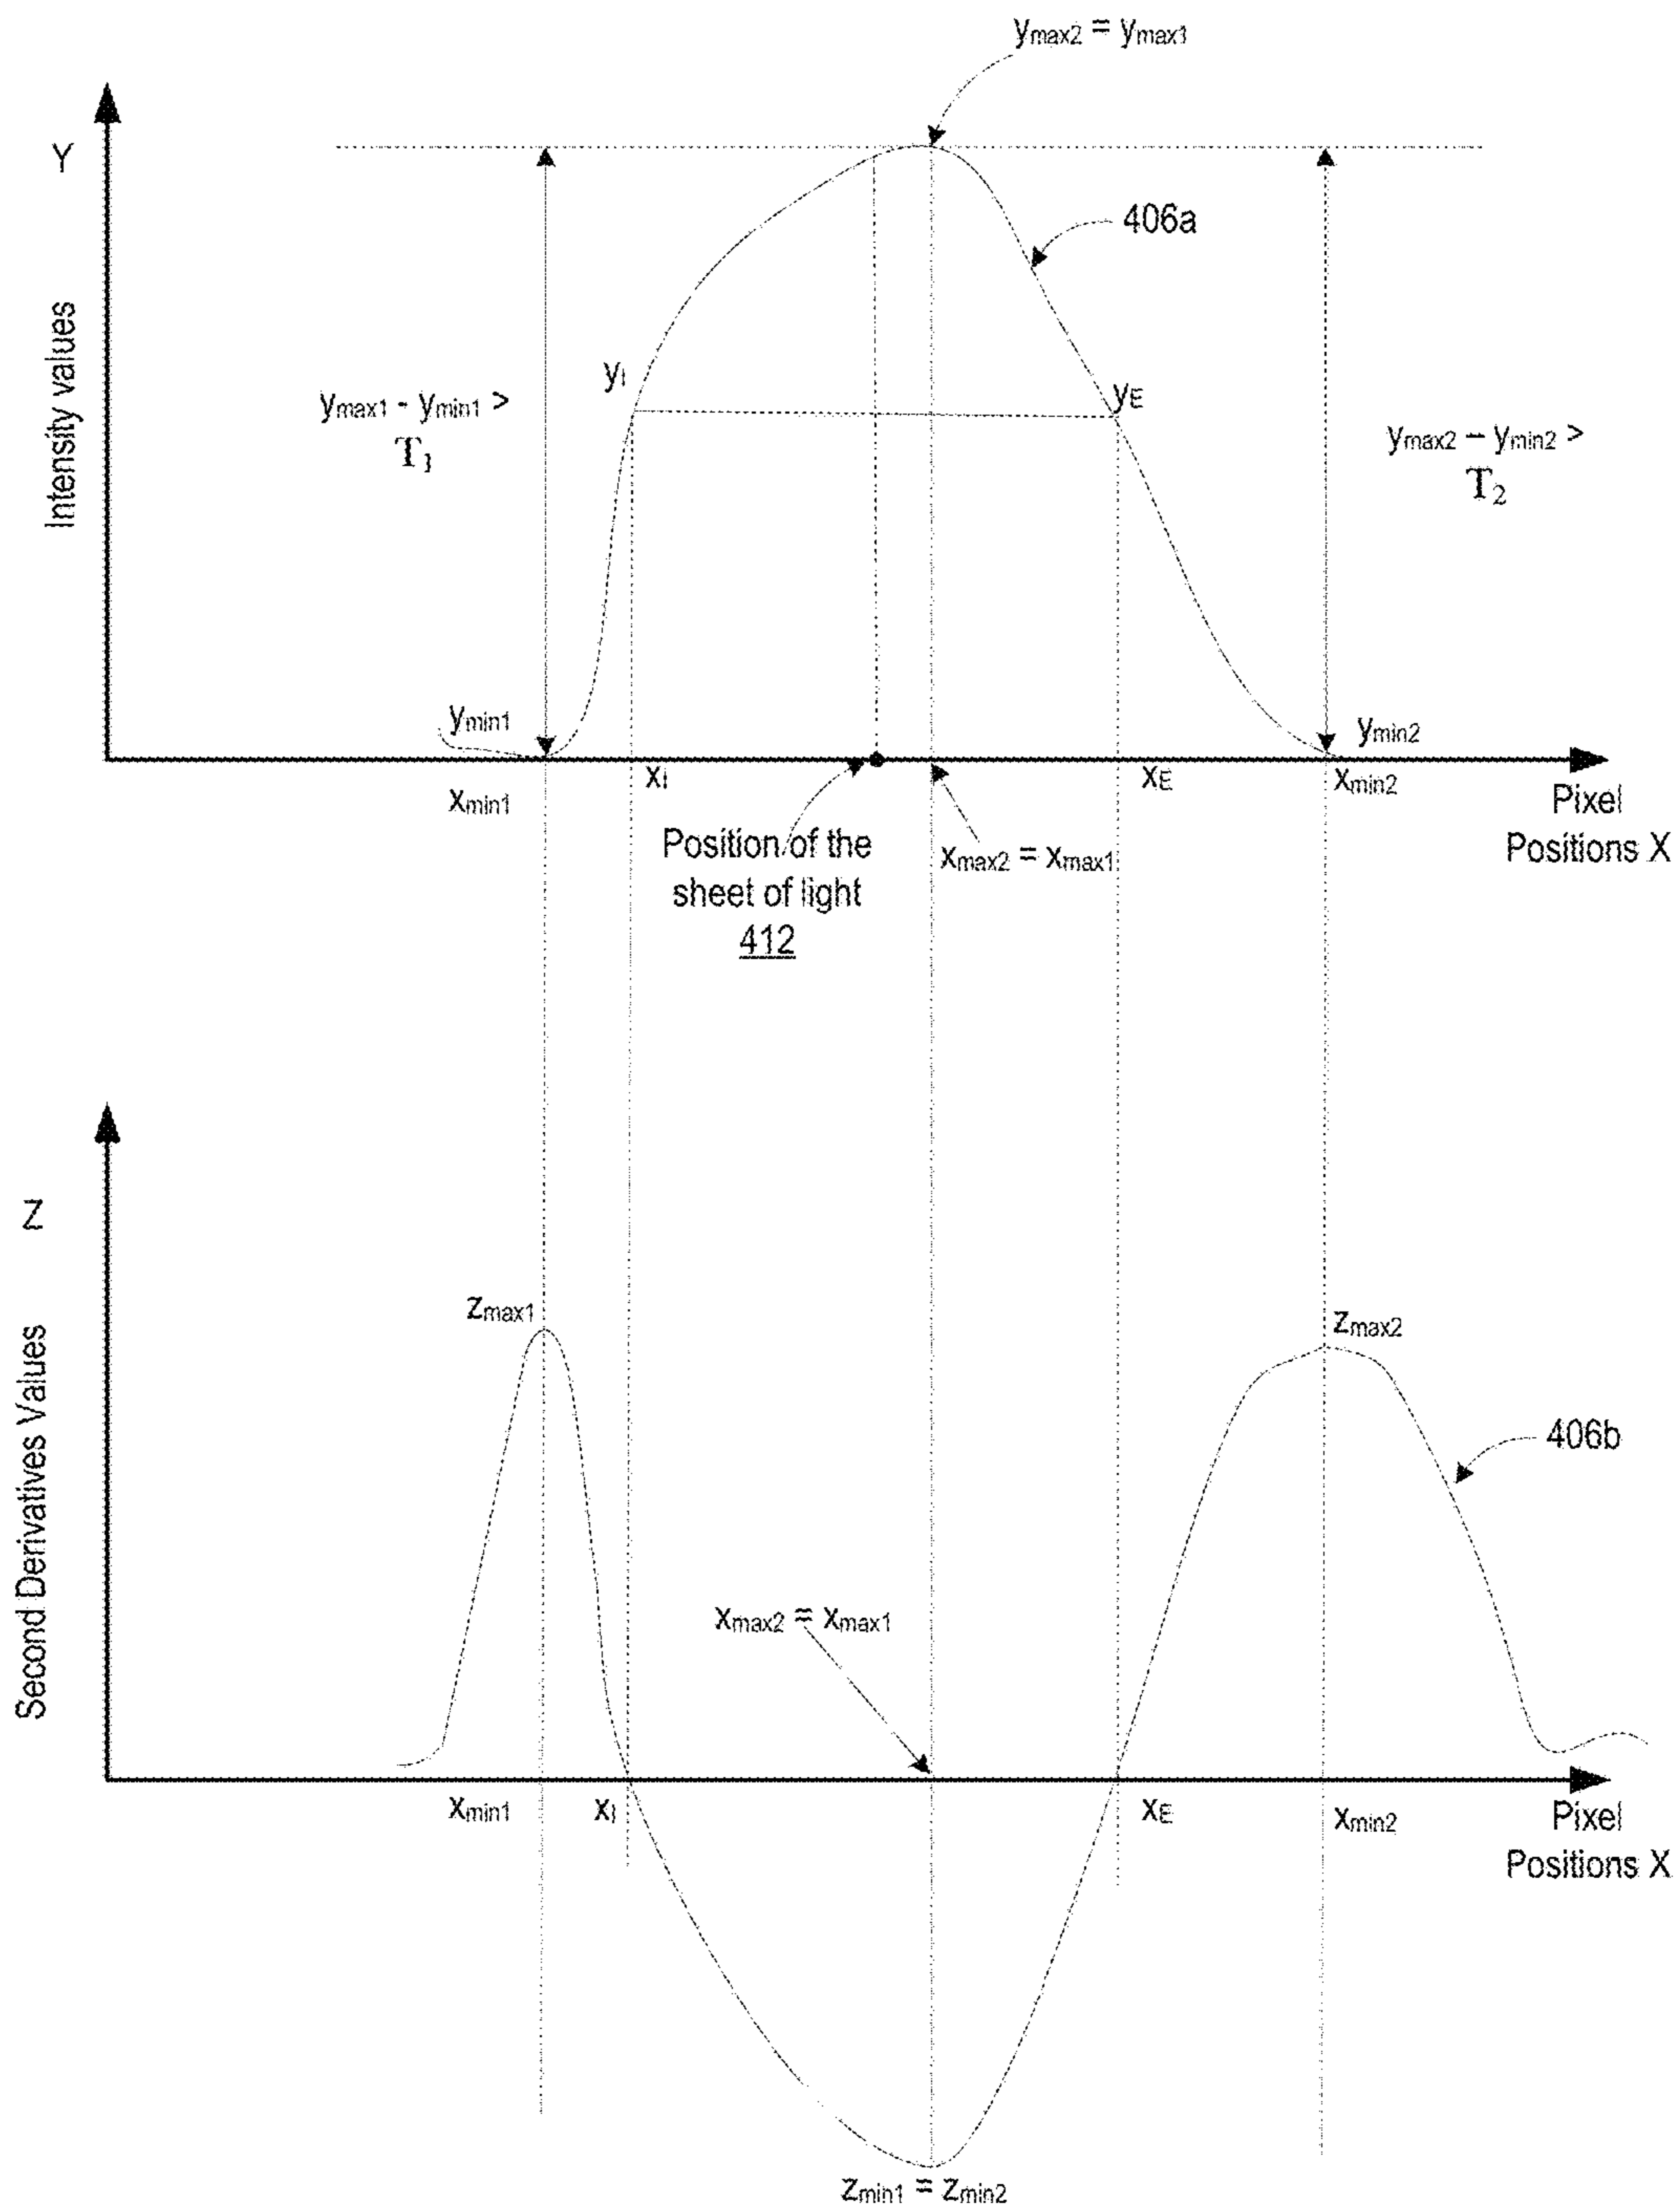 ymax2 = ymax1
Y
406a
Intensity values
yI
yE
ymax1 - ymin1 >
T1
ymax2 – ymin2 >
T2
ymin1
ymin2
xmin1
xI
xE
xmin2
Pixel
Positions X
Position of the
sheet of light
412
xmax2 = xmax1
Z
Second Derivatives Values
zmax1
zmax2
406b
xmax2 = xmax1
xmin1
xI
xE
xmin2
Pixel
Positions X
zmin1 = zmin2